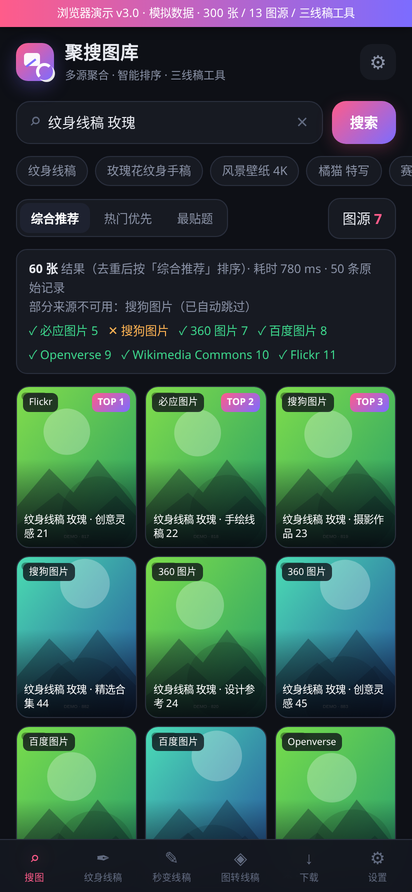 浏览器演示 v3.0 · 模拟数据 · 300 张 / 13 图源 / 三线稿工具
聚搜图库
多源聚合 · 智能排序 · 三线稿工具
纹身线稿 玫瑰
搜索
纹身线稿
玫瑰花纹身手稿
风景壁纸 4K
橘猫 特写
赛
综合推荐
热门优先
最贴题
图源 7
60 张 结果（去重后按「综合推荐」排序）· 耗时 780 ms · 50 条原
始记录
部分来源不可用：搜狗图片（已自动跳过）
✓ 必应图片 5 ✕ 搜狗图片 ✓ 360 图片 7 ✓ 百度图片 8
✓ Openverse 9 ✓ Wikimedia Commons 10 ✓ Flickr 11
Flickr
TOP 1
必应图片
TOP 2
搜狗图片
TOP 3
纹身线稿 玫瑰 · 创意灵
感 21
纹身线稿 玫瑰 · 手绘线
稿 22
纹身线稿 玫瑰 · 摄影作
品 23
搜狗图片
360 图片
360 图片
纹身线稿 玫瑰 · 精选合
集 44
纹身线稿 玫瑰 · 设计参
考 24
纹身线稿 玫瑰 · 创意灵
感 45
百度图片
百度图片
Openverse
搜图
纹身线稿
秒变线稿
图转线稿
下载
设置